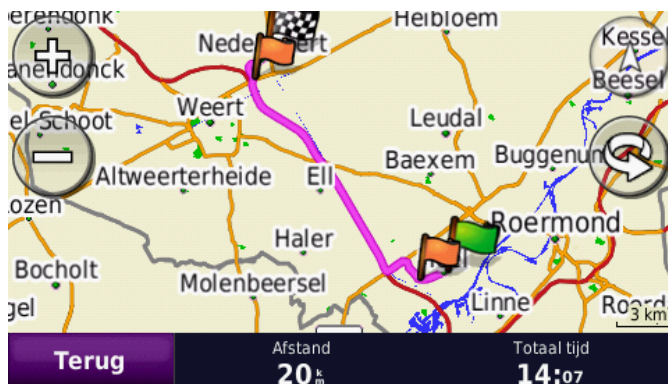 Heibloem
Nede
Kessel
Beesel
Weert
Leudal
Baexem
Buggenum
Altweerterheide
Ell
Roermond
Haler
Bocholt
Molenbeersel
Linne
3 km
Terug
Afstand
20 km
Totaal tijd
14:07